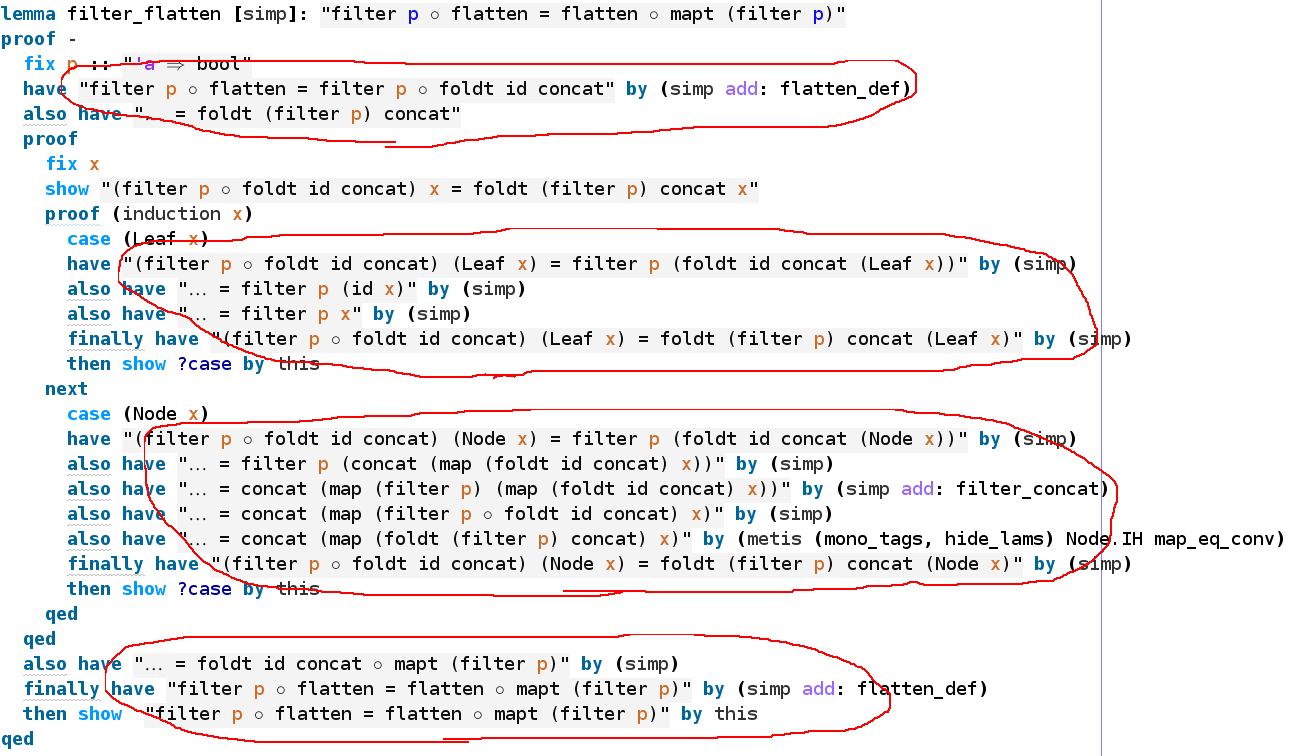 lemma filter_flatten [simp]: "filter p ∘ flatten = flatten ∘ mapt (filter p)"
proof -
fix p :: "'a ⇒ bool"
have "filter p ∘ flatten = filter p ∘ foldt id concat" by (simp add: flatten_def)
also have "… = foldt (filter p) concat"
proof
fix x
show "(filter p ∘ foldt id concat) x = foldt (filter p) concat x"
proof (induction x)
case (Leaf x)
have "(filter p ∘ foldt id concat) (Leaf x) = filter p (foldt id concat (Leaf x))" by (simp)
also have "… = filter p (id x)" by (simp)
also have "… = filter p x" by (simp)
finally have "(filter p ∘ foldt id concat) (Leaf x) = foldt (filter p) concat (Leaf x)" by (simp)
then show ?case by this
next
case (Node x)
have "(filter p ∘ foldt id concat) (Node x) = filter p (foldt id concat (Node x))" by (simp)
also have "… = filter p (concat (map (foldt id concat) x))" by (simp)
also have "… = concat (map (filter p) (map (foldt id concat) x))" by (simp add: filter_concat)
also have "… = concat (map (filter p ∘ foldt id concat) x)" by (simp)
also have "… = concat (map (foldt (filter p) concat) x)" by (metis (mono_tags, hide_lams) Node.IH map_eq_conv)
finally have "(filter p ∘ foldt id concat) (Node x) = foldt (filter p) concat (Node x)" by (simp)
then show ?case by this
qed
qed
also have "… = foldt id concat ∘ mapt (filter p)" by (simp)
finally have "filter p ∘ flatten = flatten ∘ mapt (filter p)" by (simp add: flatten_def)
then show "filter p ∘ flatten = flatten ∘ mapt (filter p)" by this
qed